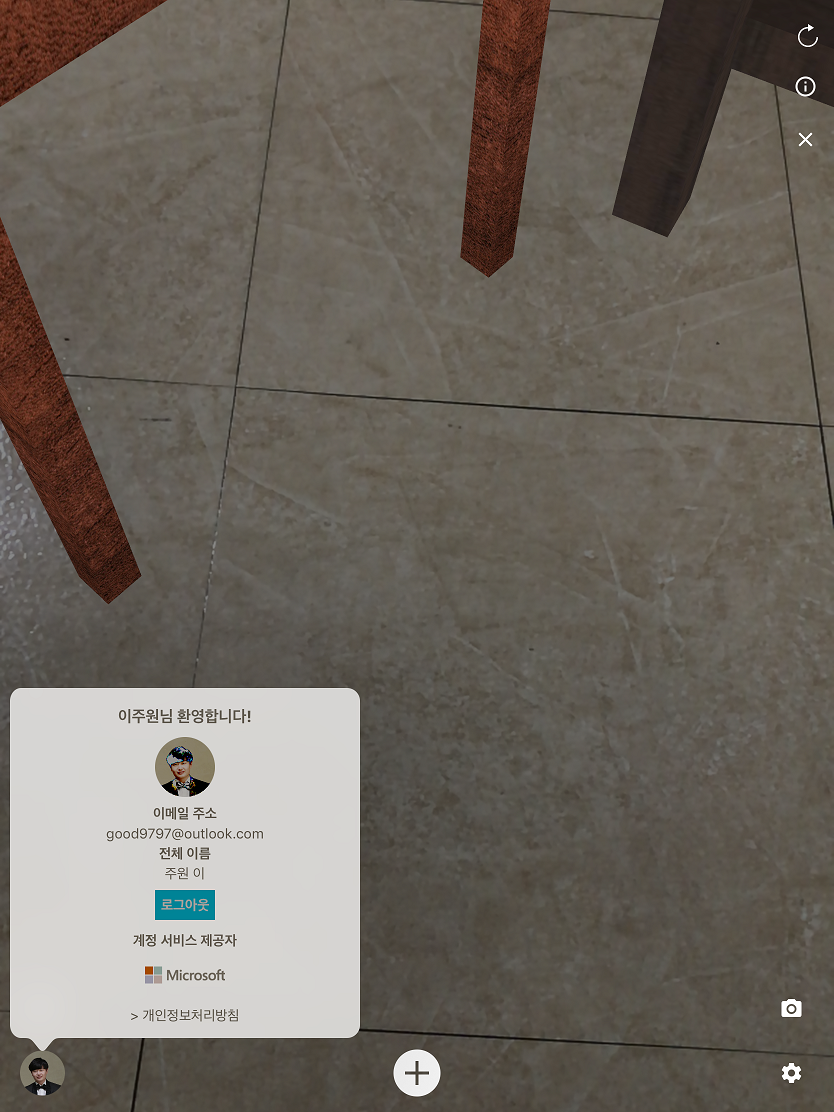 이주원님 환영합니다!
이메일 주소
good9797@outlook.com
전체 이름
주원 이
로그아웃
계정 서비스 제공자
Microsoft
> 개인정보처리방침